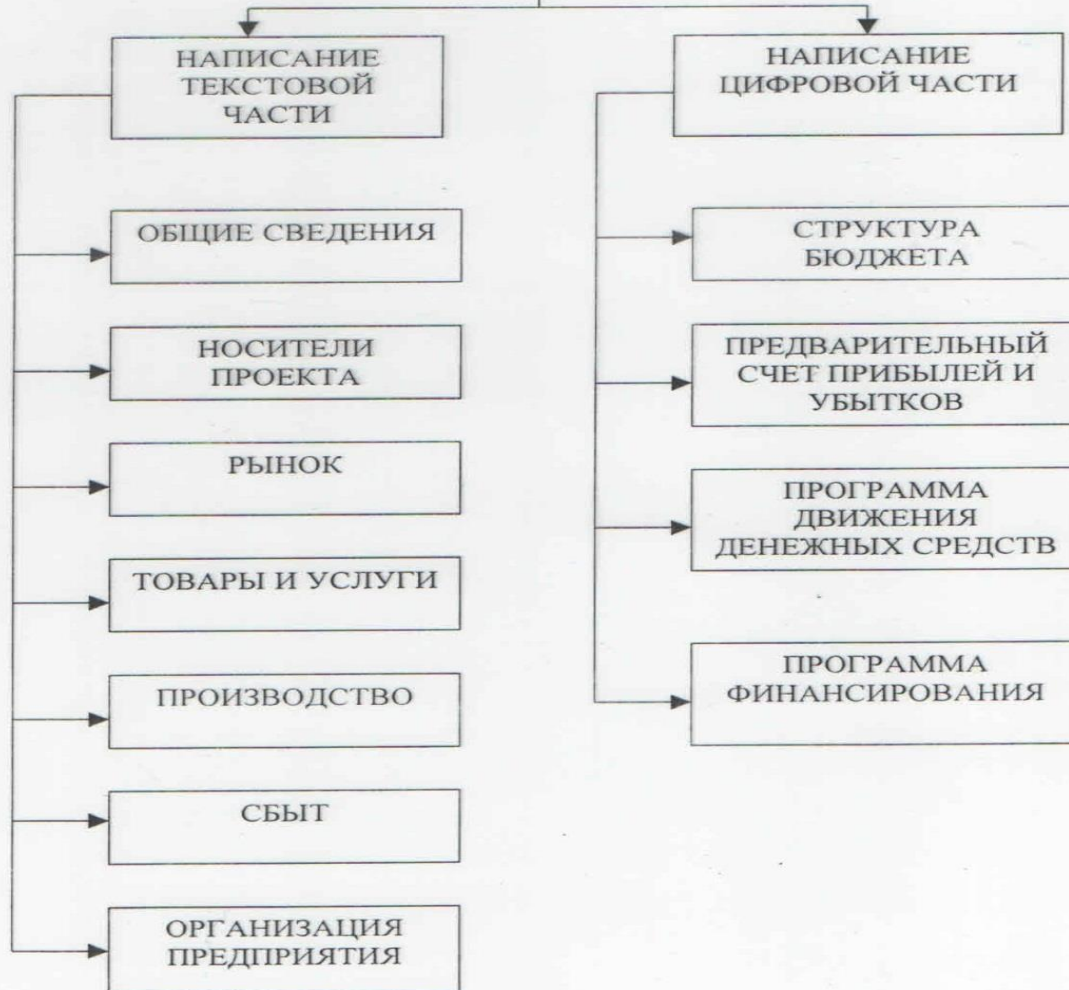 НАПИСАНИЕ
ТЕКСТОВОЙ
ЧАСТИ
ОБЩИЕ СВЕДЕНИЯ
НОСИТЕЛИ
ПРОЕКТА
РЫНОК
ТОВАРЫ И УСЛУГИ
ПРОИЗВОДСТВО
СБЫТ
ОРГАНИЗАЦИЯ
ПРЕДПРИЯТИЯ
НАПИСАНИЕ
ЦИФРОВОЙ ЧАСТИ
СТРУКТУРА
БЮДЖЕТА
ПРЕДВАРИТЕЛЬНЫЙ
СЧЕТ ПРИБЫЛЕЙ И
УБЫТКОВ
ПРОГРАММА
ДВИЖЕНИЯ
ДЕНЕЖНЫХ СРЕДСТВ
ПРОГРАММА
ФИНАНСИРОВАНИЯ